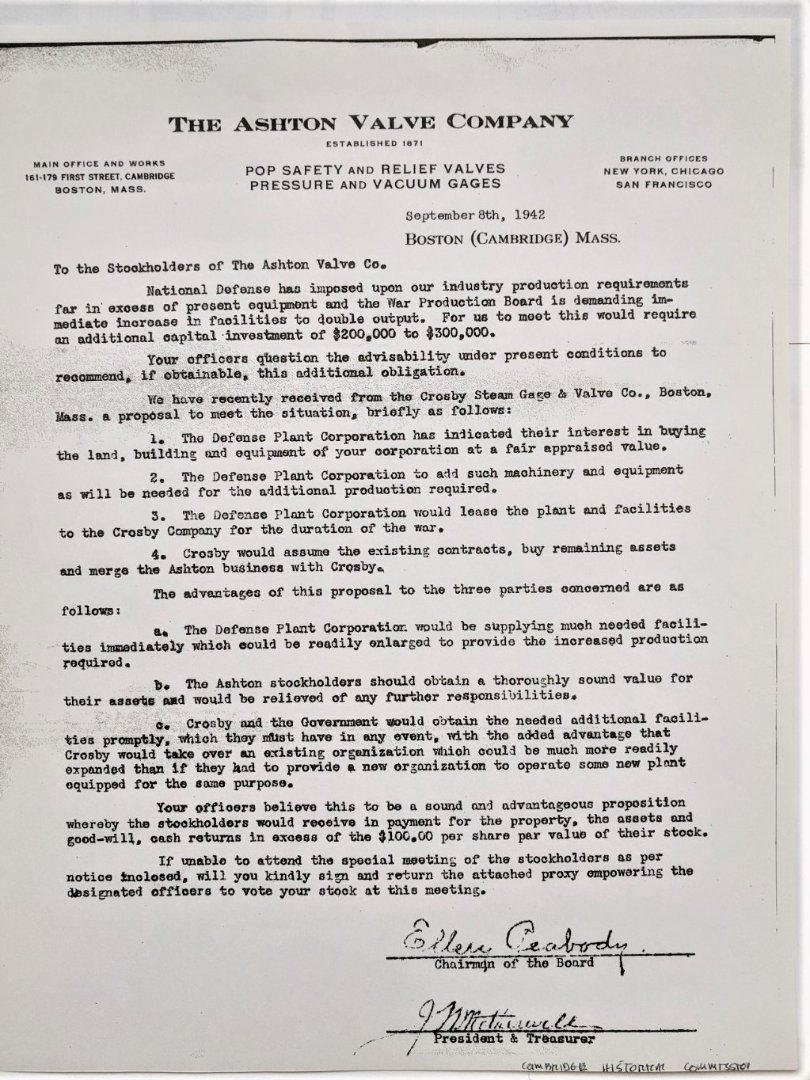 THE ASHTON VALVE COMPANY
ESTABLISHED 1871
MAIN OFFICE AND WORKS
161-179 FIRST STREET, CAMBRIDGE
BOSTON, MASS.
POP SAFETY AND RELIEF VALVES
PRESSURE AND VACUUM GAGES
BRANCH OFFICES
NEW YORK, CHICAGO
SAN FRANCISCO
September 8th, 1942
BOSTON (CAMBRIDGE) MASS.
To the Stockholders of The Ashton Valve Co.
National Defense has imposed upon our industry production requirements
far in excess of present equipment and the War Production Board is demanding im-
mediate increase in facilities to double output. For us to meet this would require
an additional capital investment of $200,000 to $300,000.
Your officers question the advisability under present conditions to
recommend, if obtainable, this additional obligation.
We have recently received from the Crosby Steam Gage & Valve Co., Boston,
Mass. a proposal to meet the situation, briefly as follows:
1. The Defense Plant Corporation has indicated their interest in buying
the land, building and equipment of your corporation at a fair appraised value.
2. The Defense Plant Corporation to add such machinery and equipment
as will be needed for the additional production required.
3. The Defense Plant Corporation would lease the plant and facilities
to the Crosby Company for the duration of the war.
4. Crosby would assume the existing contracts, buy remaining assets
and merge the Ashton business with Crosby.
The advantages of this proposal to the three parties concerned are as
follows:
a. The Defense Plant Corporation would be supplying much needed facili-
ties immediately which could be readily enlarged to provide the increased production
required.
b. The Ashton stockholders should obtain a thoroughly sound value for
their assets and would be relieved of any further responsibilities.
c. Crosby and the Government would obtain the needed additional facili-
ties promptly, which they must have in any event, with the added advantage that
Crosby would take over an existing organization which could be much more readily
expanded than if they had to provide a new organization to operate some new plant
equipped for the same purpose.
Your officers believe this to be a sound and advantageous proposition
whereby the stockholders would receive in payment for the property, the assets and
good-will, cash returns in excess of the $100.00 per share par value of their stock.
If unable to attend the special meeting of the stockholders as per
notice inclosed, will you kindly sign and return the attached proxy empowering the
designated officers to vote your stock at this meeting.
Ellen Peabody.
Chairman of the Board
President & Treasurer
CAMBRIDGE HISTORICAL COMMISSION